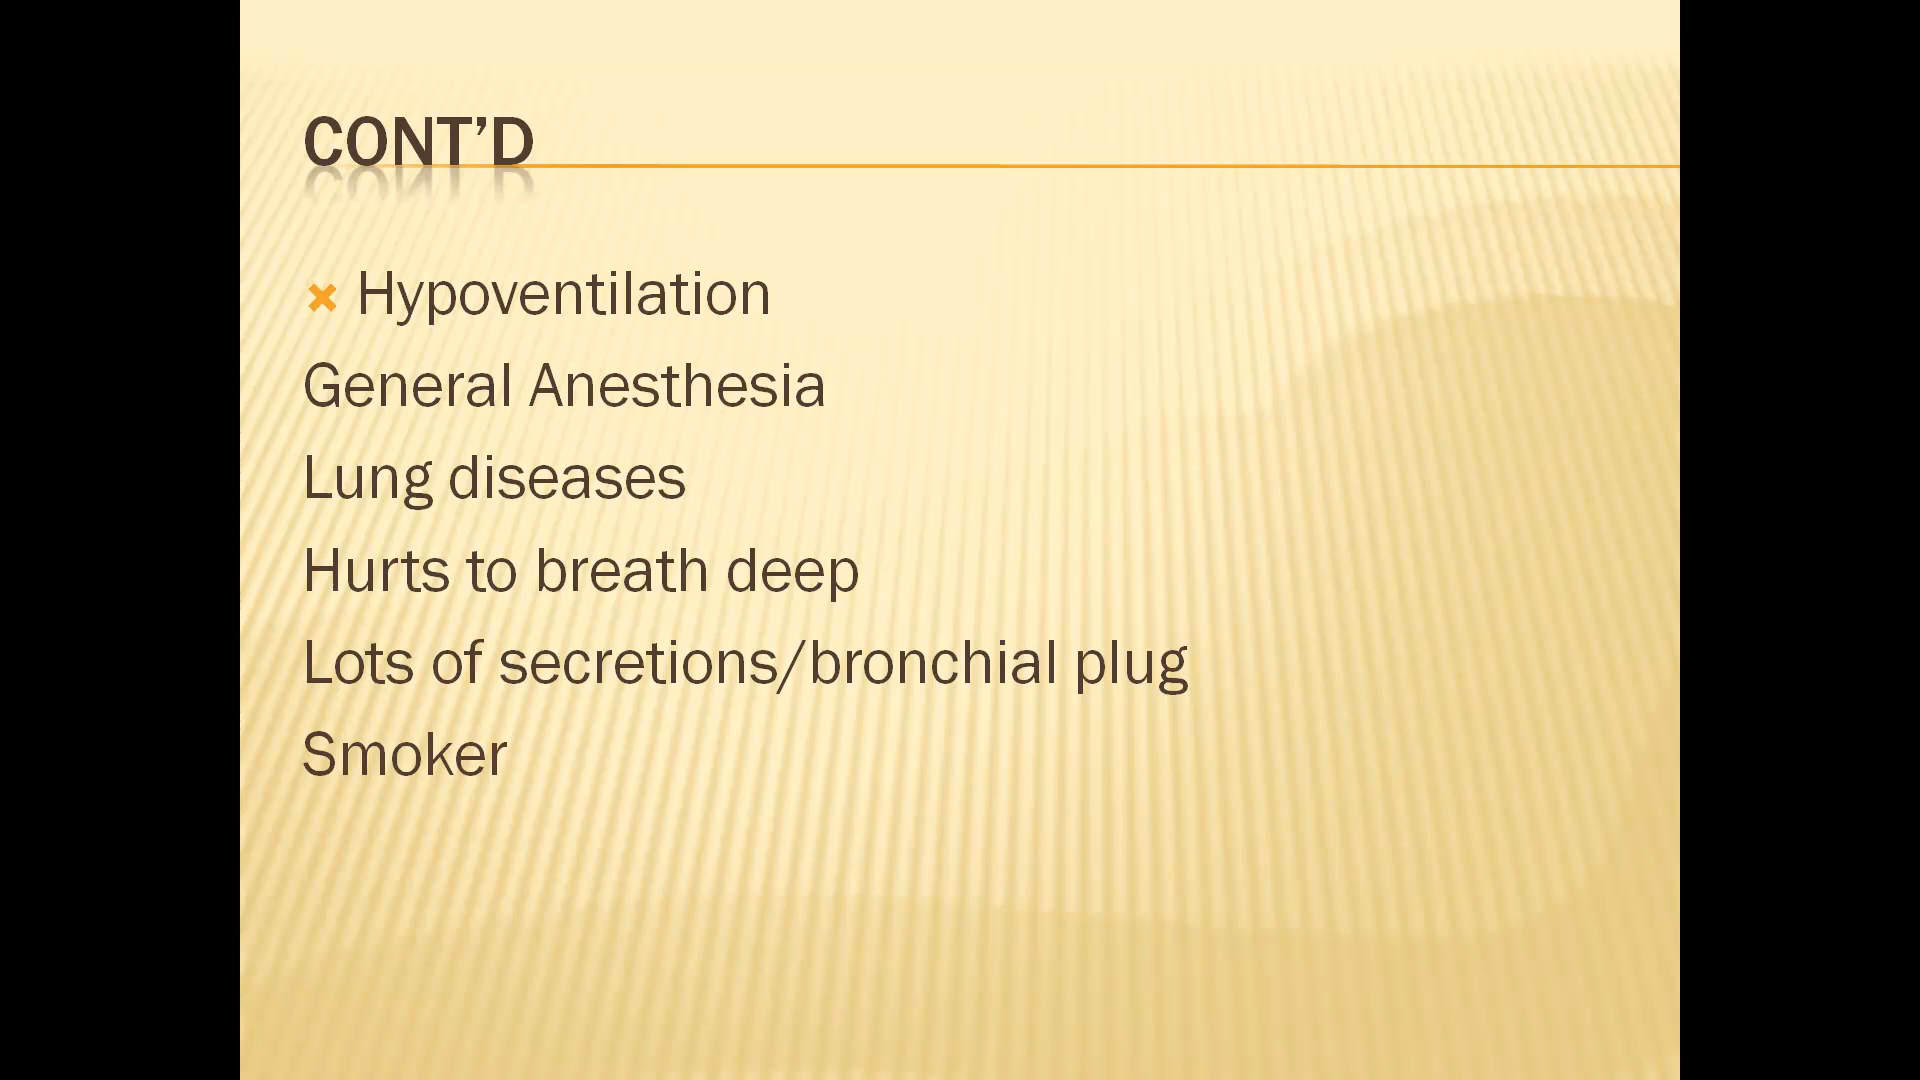 CONT'D
Hypoventilation
General Anesthesia
Lung diseases
Hurts to breath deep
Lots of secretions/bronchial plug
Smoker